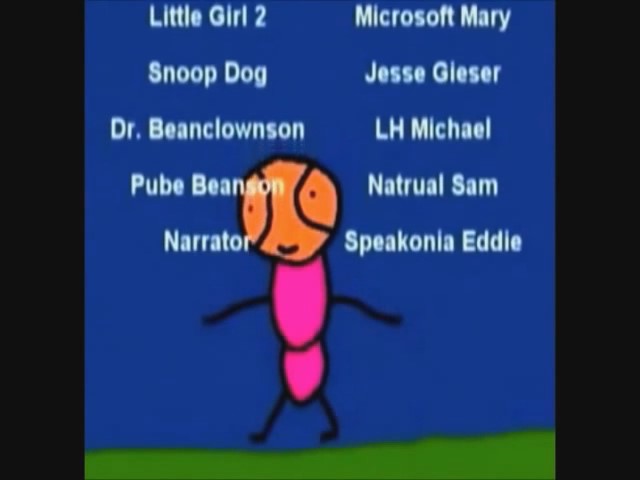 Little Girl 2 Microsoft Mary
Snoop Dog Jesse Gieser
Dr. Beanclownson LH Michael
Pube Beanson Natrual Sam
Narrator Speakonia Eddie